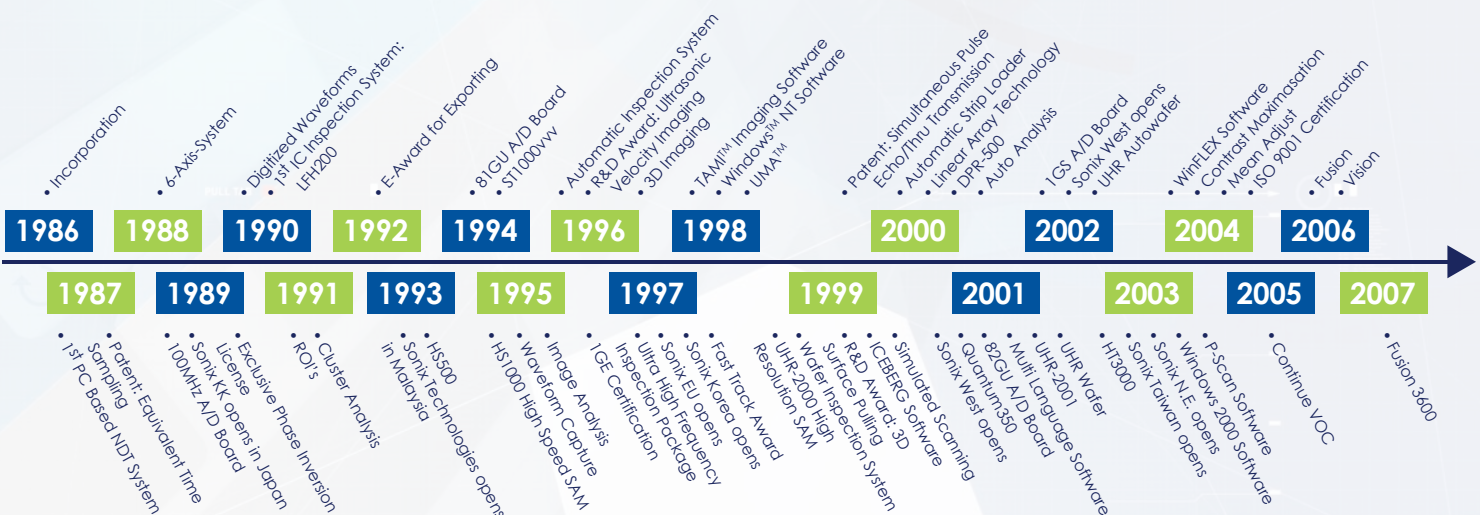 • Incorporation
• 6-Axis-System
• Digitized Waveforms
• 1st IC Inspection System:
LFH200
• E-Award for Exporting
• 81GU A/D Board
• ST1000vv
• Automatic Inspection System
• R&D Award: Ultrasonic
Velocity Imaging
• 3D Imaging
• TAMI™ Imaging Software
• Windows™ NT Software
• UMA™
• Patent: Simultaneous Pulse
Echo/Thru Transmission
• Automatic Strip Loader
• Linear Array Technology
• DPR-500
• Auto Analysis
• 1GS A/D Board
• Sonix West opens
• UHR Autowafer
• WinFLEX Software
• Contrast Maximasation
• Mean Adjust
• ISO 9001 Certification
• Fusion
• Vision
1986
1988
1990
1992
1994
1996
1998
2000
2002
2004
2006
1987
1989
1991
1993
1995
1997
1999
2001
2003
2005
2007
• 1st PC Based NDT System
• Patent: Equivalent Time
Sampling
• 100MHz A/D Board
• Sonix KK opens in Japan
• Exclusive Phase Inversion
License
• ROI's
• Cluster Analysis
• Sonix Technologies opens
in Malaysia
• HS500
• HS1000 High Speed SAM
• Waveform Capture
• Image Analysis
• 1GE Certification
• Ultra High Frequency
Inspection Package
• Sonix EU opens
• Sonix Korea opens
• Fast Track Award
• UHR-2000 High
Resolution SAM
• Wafer Inspection System
• R&D Award: 3D
Surface Pulling
• ICEBERG Software
• Simulated Scanning
• Sonix West opens
• Quantum350
• 82GU A/D Board
• Multi Language Software
• UHR-2001
• UHR Wafer
• HT3000
• Sonix Taiwan opens
• Sonix N.E. opens
• Windows 2000 Software
• P-Scan Software
• Continue VOC
• Fusion 3600